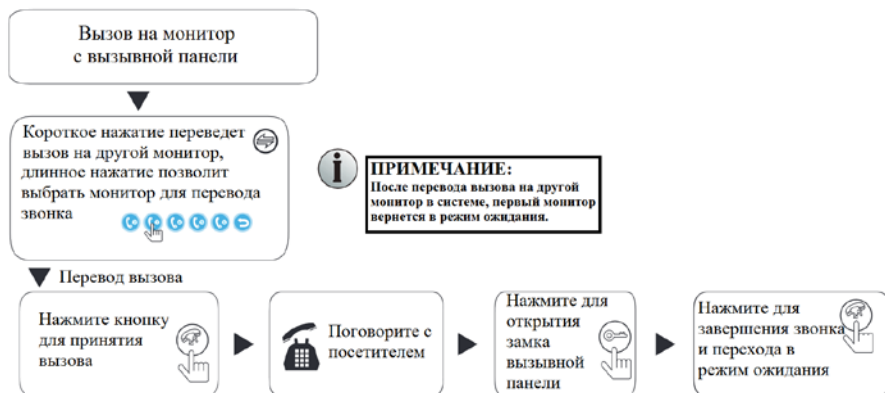 Вызов на монитор
с вызывной панели
Короткое нажатие переведет
вызов на другой монитор,
длинное нажатие позволит
выбрать монитор для перевода
звонка
ПРИМЕЧАНИЕ:
После перевода вызова на другой
монитор в системе, первый монитор
вернется в режим ожидания.
Перевод вызова
Нажмите кнопку
для принятия
вызова
Поговорите с
посетителем
Нажмите для
открытия
замка
вызывной
панели
Нажмите для
завершения звонка
и перехода в
режим ожидания